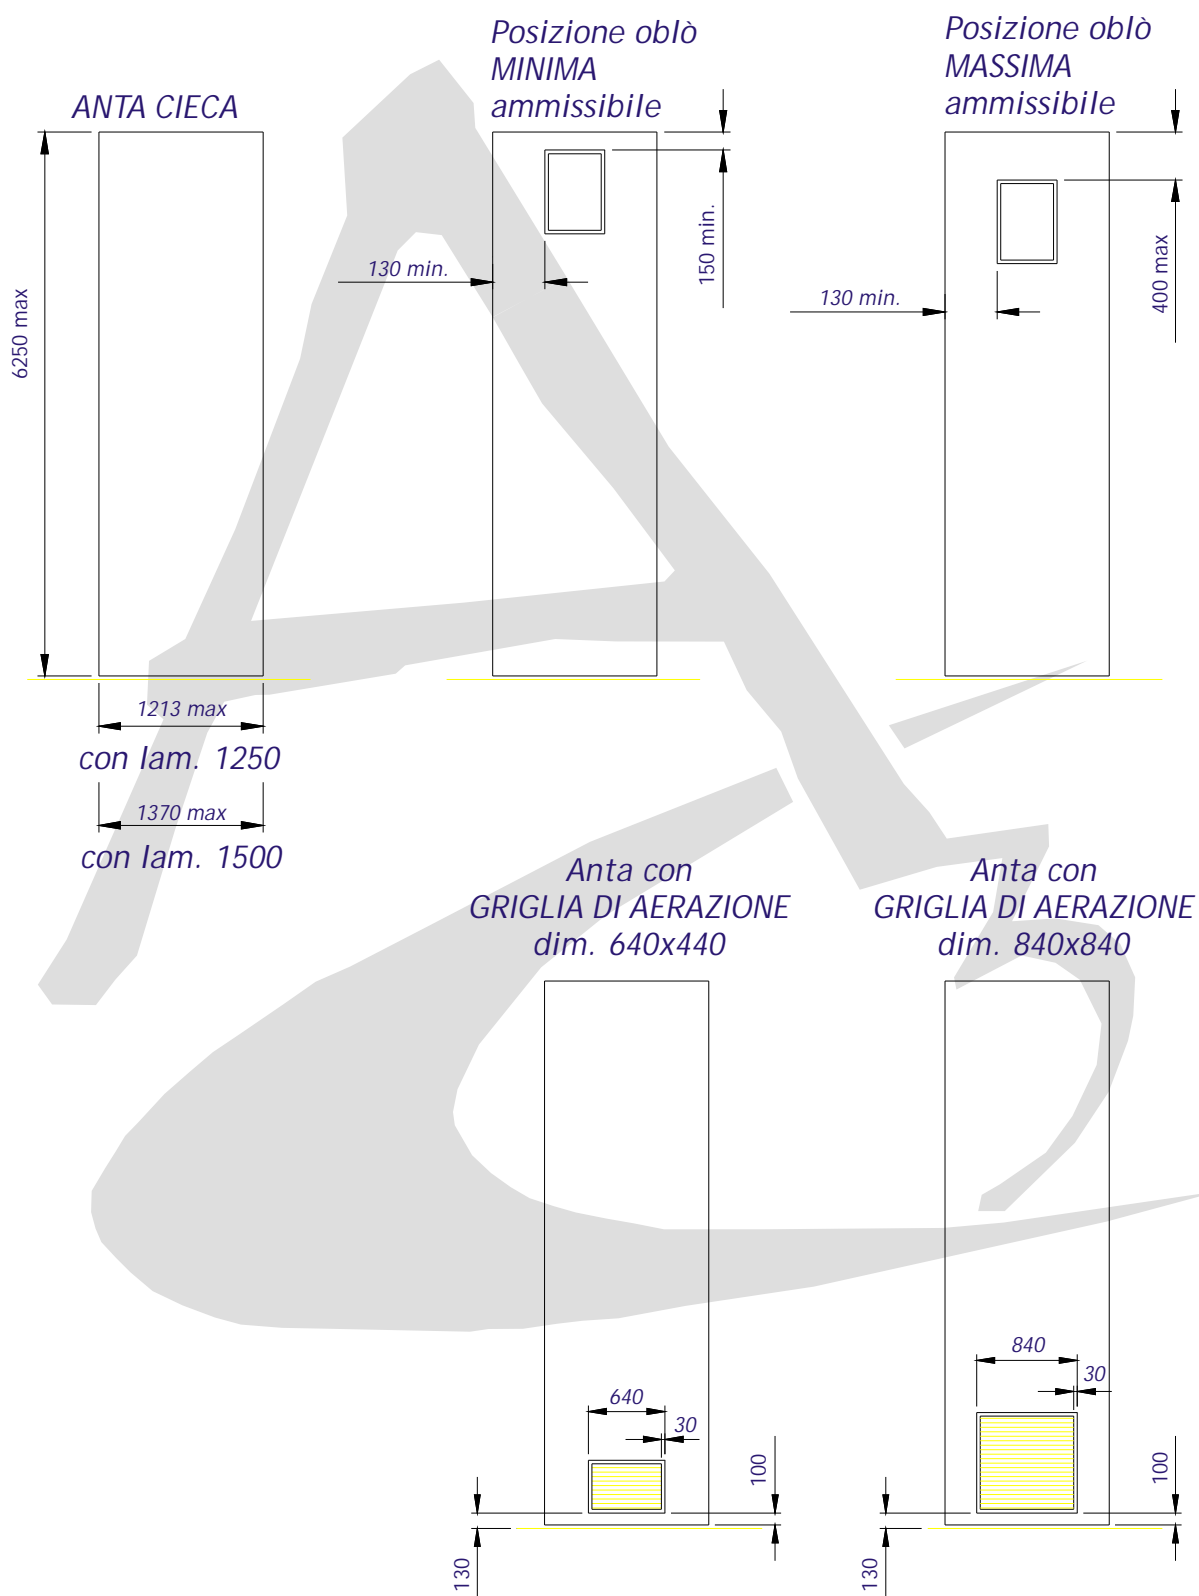 Posizione oblò
MINIMA
ammissibile
Posizione oblò
MASSIMA
ammissibile
ANTA CIECA
6250 max
130 min.
150 min.
130 min.
400 max
1213 max
con lam. 1250
1370 max
con lam. 1500
Anta con
GRIGLIA DI AERAZIONE
dim. 640x440
Anta con
GRIGLIA DI AERAZIONE
dim. 840x840
640
30
100
130
840
30
100
130